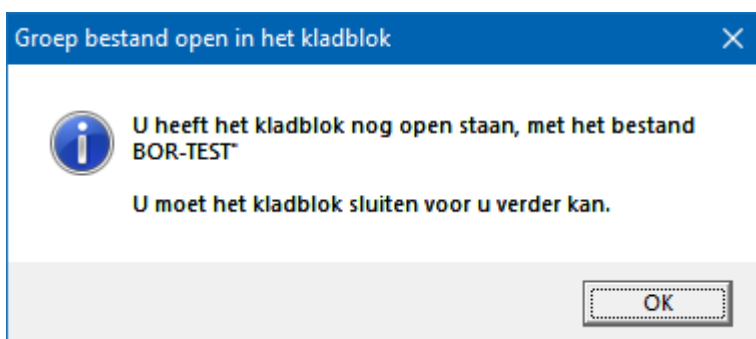 Groep bestand open in het kladblok
U heeft het kladblok nog open staan, met het bestand
BOR-TEST"
U moet het kladblok sluiten voor u verder kan.
OK